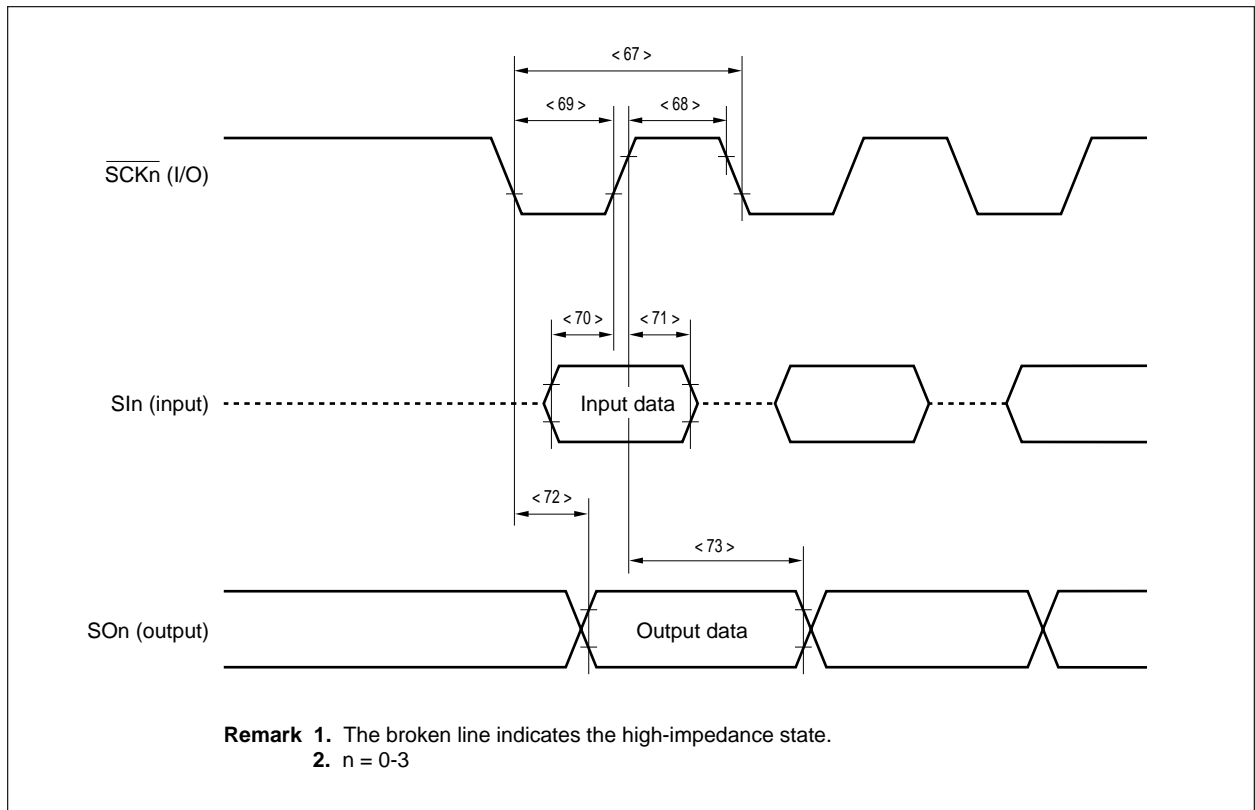 < 67 >
< 69 >
< 68 >
SCKn (I/O)
< 70 >
< 71 >
SIn (input)
Input data
< 72 >
< 73 >
SOn (output)
Output data
Remark 1. The broken line indicates the high-impedance state.
2. n = 0-3